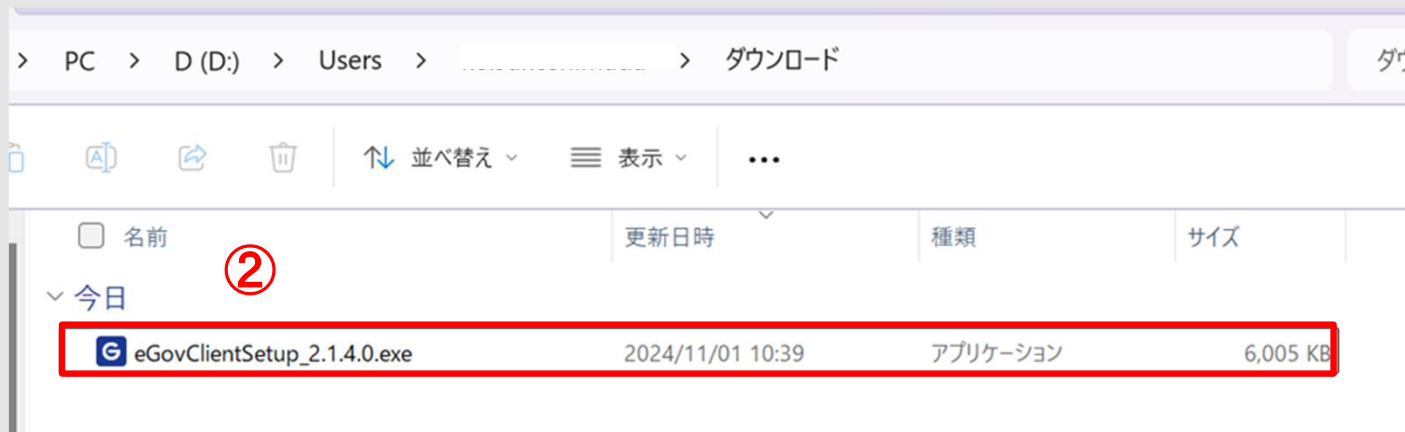 > PC > D (D:) > Users > > ダウンロード
ダウ
並べ替え 表示 •••
名前 更新日時 種類 サイズ
②
今日
G eGovClientSetup_2.1.4.0.exe 2024/11/01 10:39 アプリケーション 6,005 KB